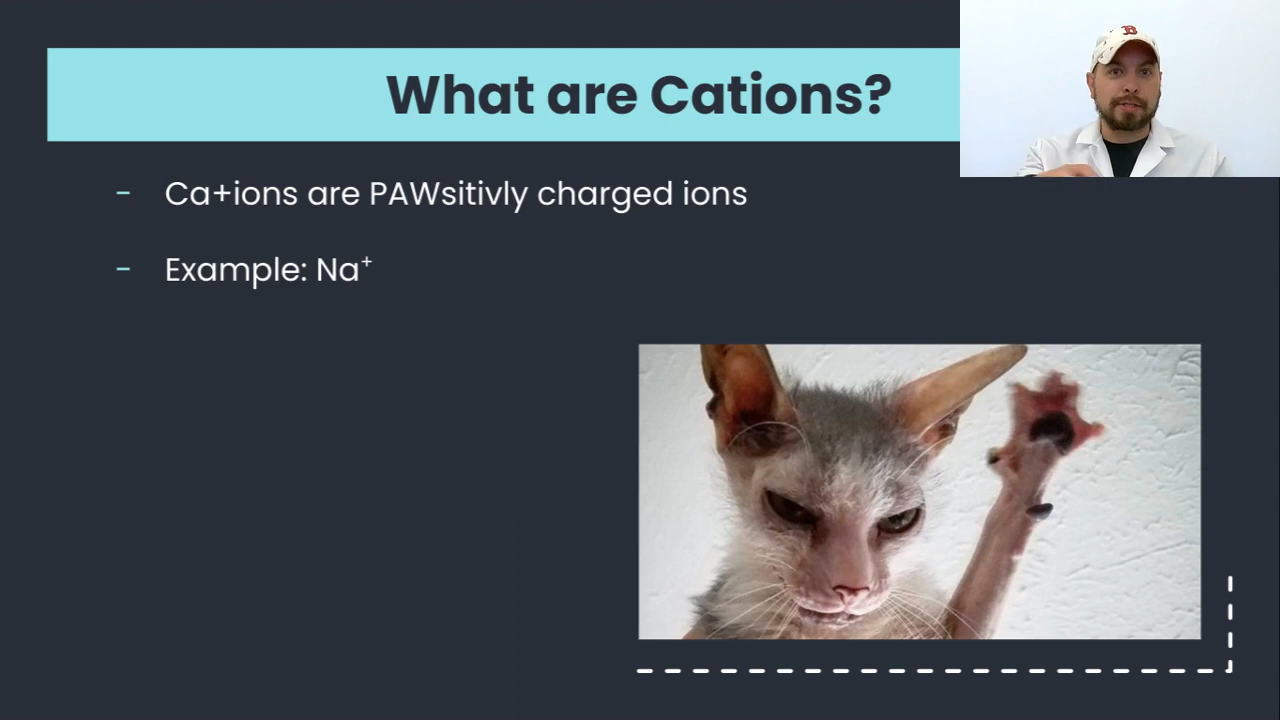 What are Cations?
B
- Ca+ions are PAWsitivly charged ions
- Example: Na⁺